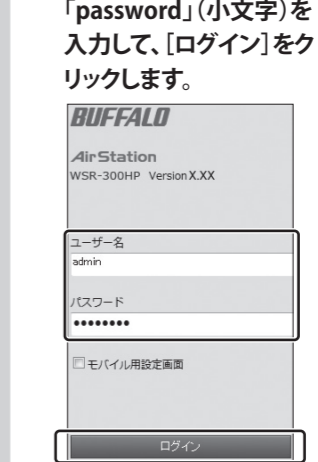 「password」（小文字）を
入力して、［ログイン］をク
リックします。
BUFFALO
AirStation
WSR-300HP Version X.XX
ユーザー名
admin
パスワード
●●●●●●●●
モバイル用設定画面
ログイン